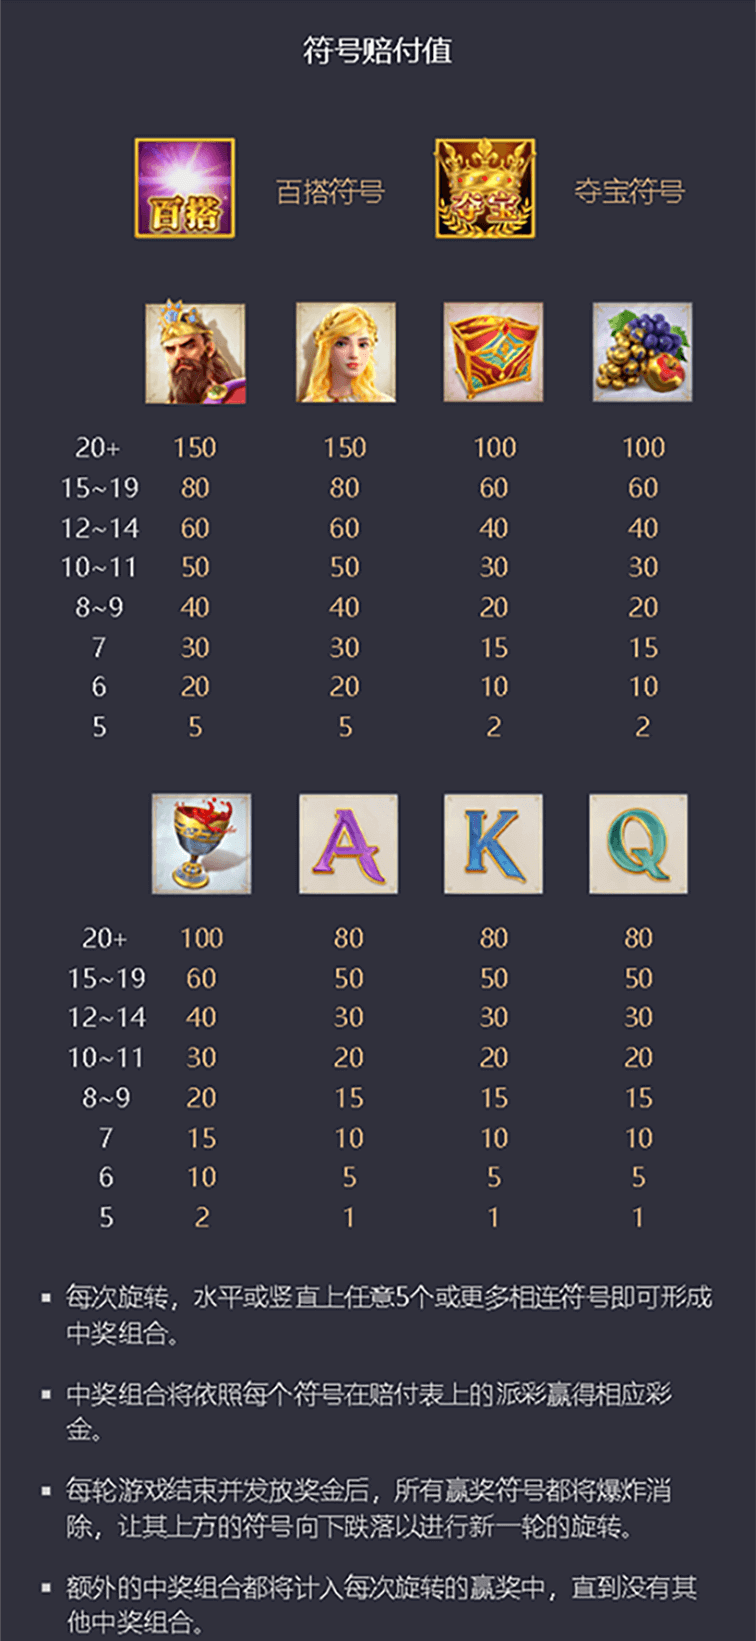 符号赔付值
百搭 百搭符号 夺宝 夺宝符号
20+ 150 150 100 100
15~19 80 80 60 60
12~14 60 60 40 40
10~11 50 50 30 30
8~9 40 40 20 20
7 30 30 15 15
6 20 20 10 10
5 5 5 2 2
A K Q
20+ 100 80 80 80
15~19 60 50 50 50
12~14 40 30 30 30
10~11 30 20 20 20
8~9 20 15 15 15
7 15 10 10 10
6 10 5 5 5
5 2 1 1 1
▪ 每次旋转，水平或竖直上任意5个或更多相连符号即可形成
中奖组合。
▪ 中奖组合将依照每个符号在赔付表上的派彩赢得相应彩
金。
▪ 每轮游戏结束并发放奖金后，所有赢奖符号都将爆炸消
除，让其上方的符号向下跌落以进行新一轮的旋转。
▪ 额外的中奖组合都将计入每次旋转的赢奖中，直到没有其
他中奖组合。